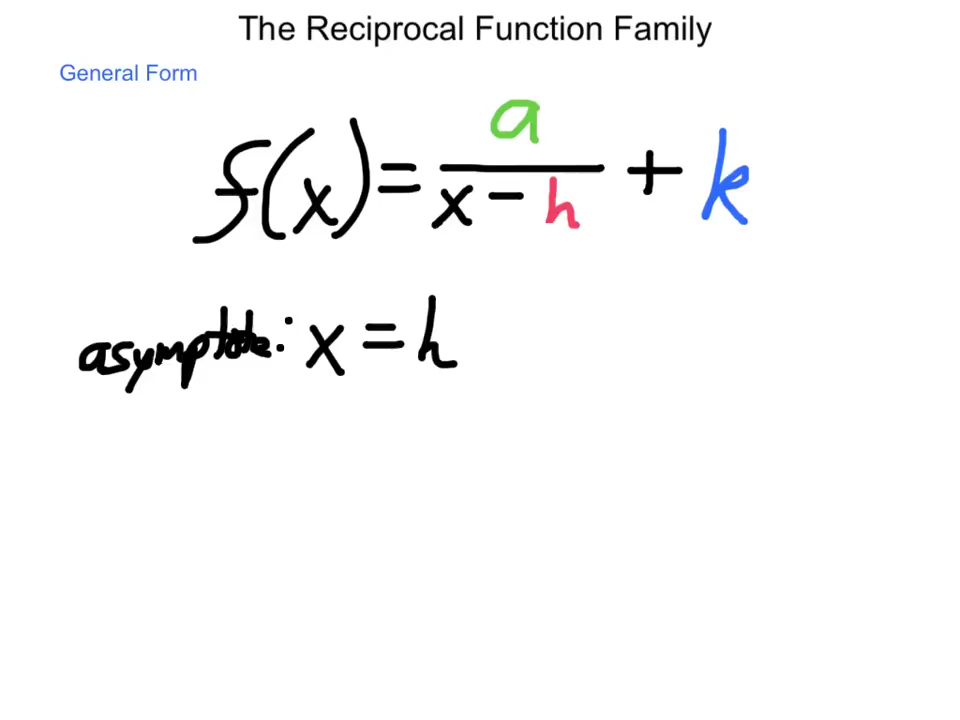 The Reciprocal Function Family
General Form
f(x) = a/(x - h) + k
asymptote: x = h